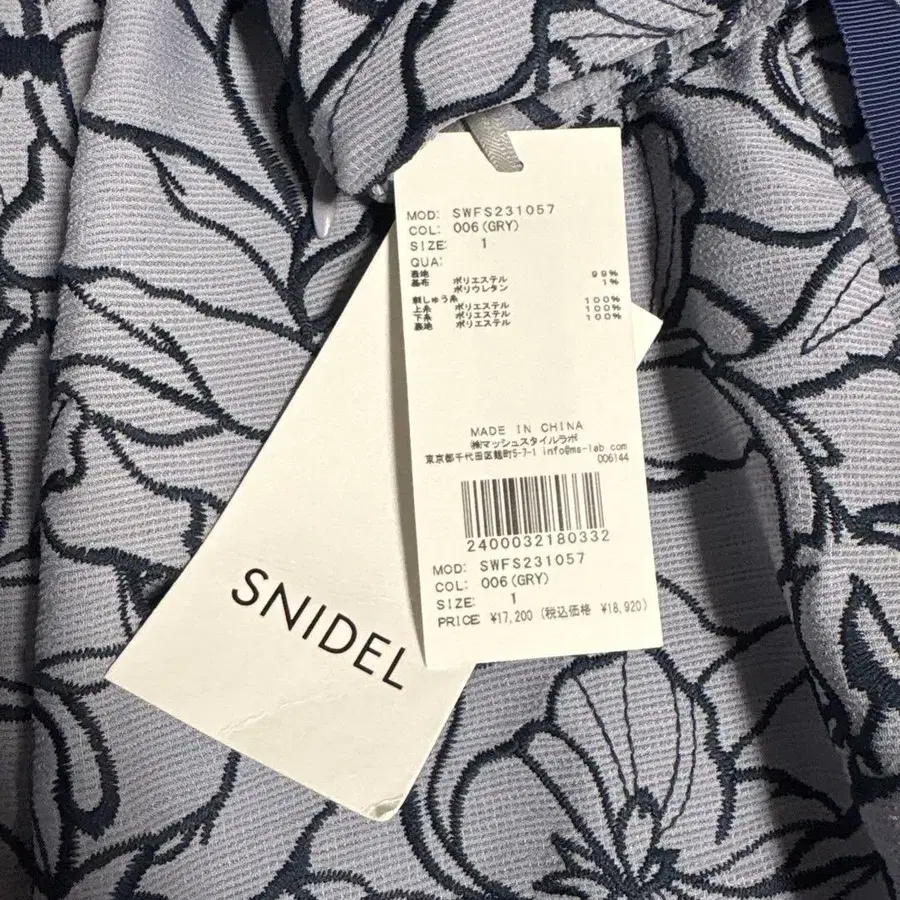 MOD: SWFS231057
COL: 006(GRY)
SIZE: 1
QUA:
表地
基布 ポリエステル 99%
ポリウレタン 1%
刺しゅう糸
上糸 ポリエステル 100%
下糸 ポリエステル 100%
裏地 ポリエステル 100%
MADE IN CHINA
㈱マッシュスタイルラボ
東京都千代田区麹町5-7-1 info@ms-lab.com
006144
2400032180332
MOD: SWFS231057
COL: 006(GRY)
SIZE: 1
PRICE ¥17,200 (税込価格 ¥18,920)
SNIDEL